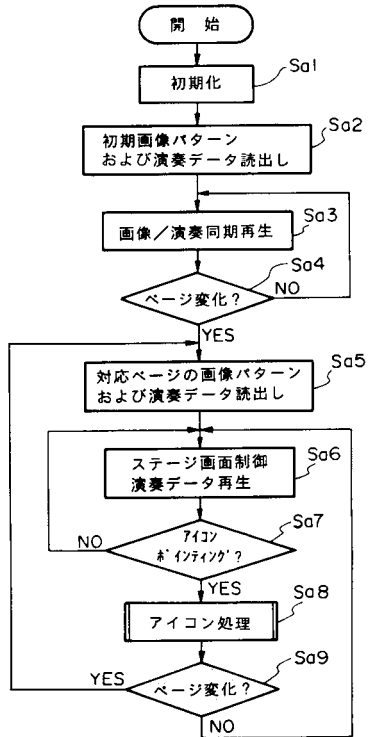 開 始
初期化
Sa1
初期画像パターン
および演奏データ読出し
Sa2
画像／演奏同期再生
Sa3
ページ変化？
Sa4
NO
YES
対応ページの画像パターン
および演奏データ読出し
Sa5
ステージ画面制御
演奏データ再生
Sa6
アイコン
ポインティング？
Sa7
NO
YES
アイコン処理
Sa8
ページ変化？
Sa9
YES
NO